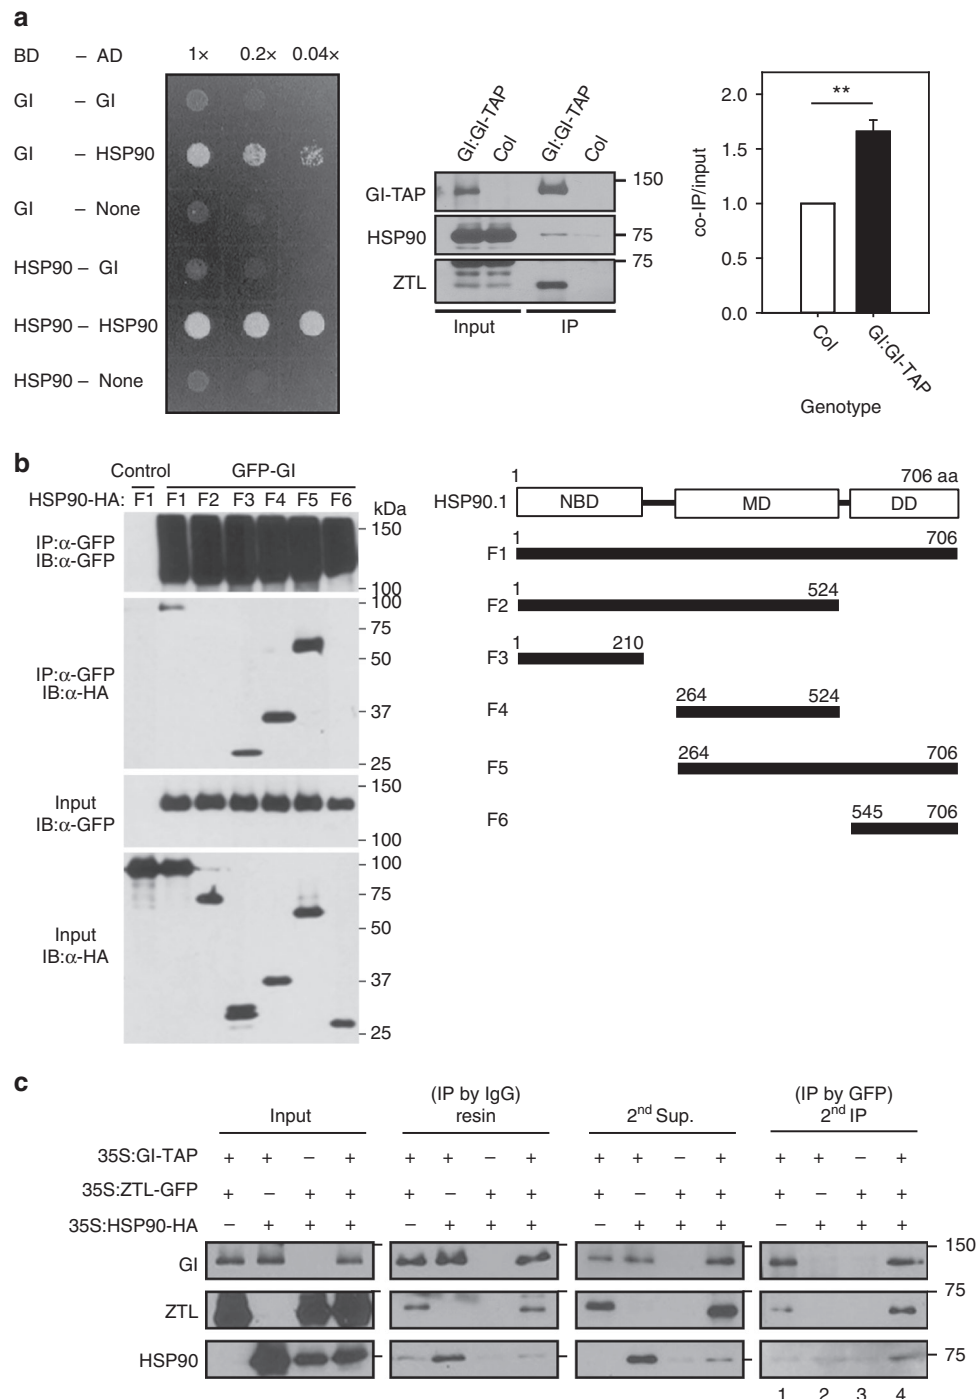 a
BD – AD 1× 0.2× 0.04×
GI – GI
GI – HSP90
GI – None
HSP90 – GI
HSP90 – HSP90
HSP90 – None
GI:GI-TAP
Col
GI:GI-TAP
Col
GI-TAP
150
HSP90
75
75
ZTL
Input IP
co-IP/input
2.0
1.5
1.0
0.5
0.0
**
Col
GI:GI-TAP
Genotype
b
Control GFP-GI
HSP90-HA: F1 F1 F2 F3 F4 F5 F6
kDa
IP:α-GFP
IB:α-GFP
150
100
IP:α-GFP
IB:α-HA
100
75
50
37
25
Input
IB:α-GFP
150
100
Input
IB:α-HA
100
75
50
37
25
1 706 aa
HSP90.1 NBD MD DD
1 706
F1
1 524
F2
1 210
F3
264 524
F4
264 706
F5
545 706
F6
c
Input
(IP by IgG)
resin
2nd Sup.
(IP by GFP)
2nd IP
35S:GI-TAP + + – + + + – + + + – + + + – +
35S:ZTL-GFP + – + + + – + + + – + + + – + +
35S:HSP90-HA – + + + – + + + – + + + – + + +
GI
150
75
ZTL
HSP90
75
1 2 3 4